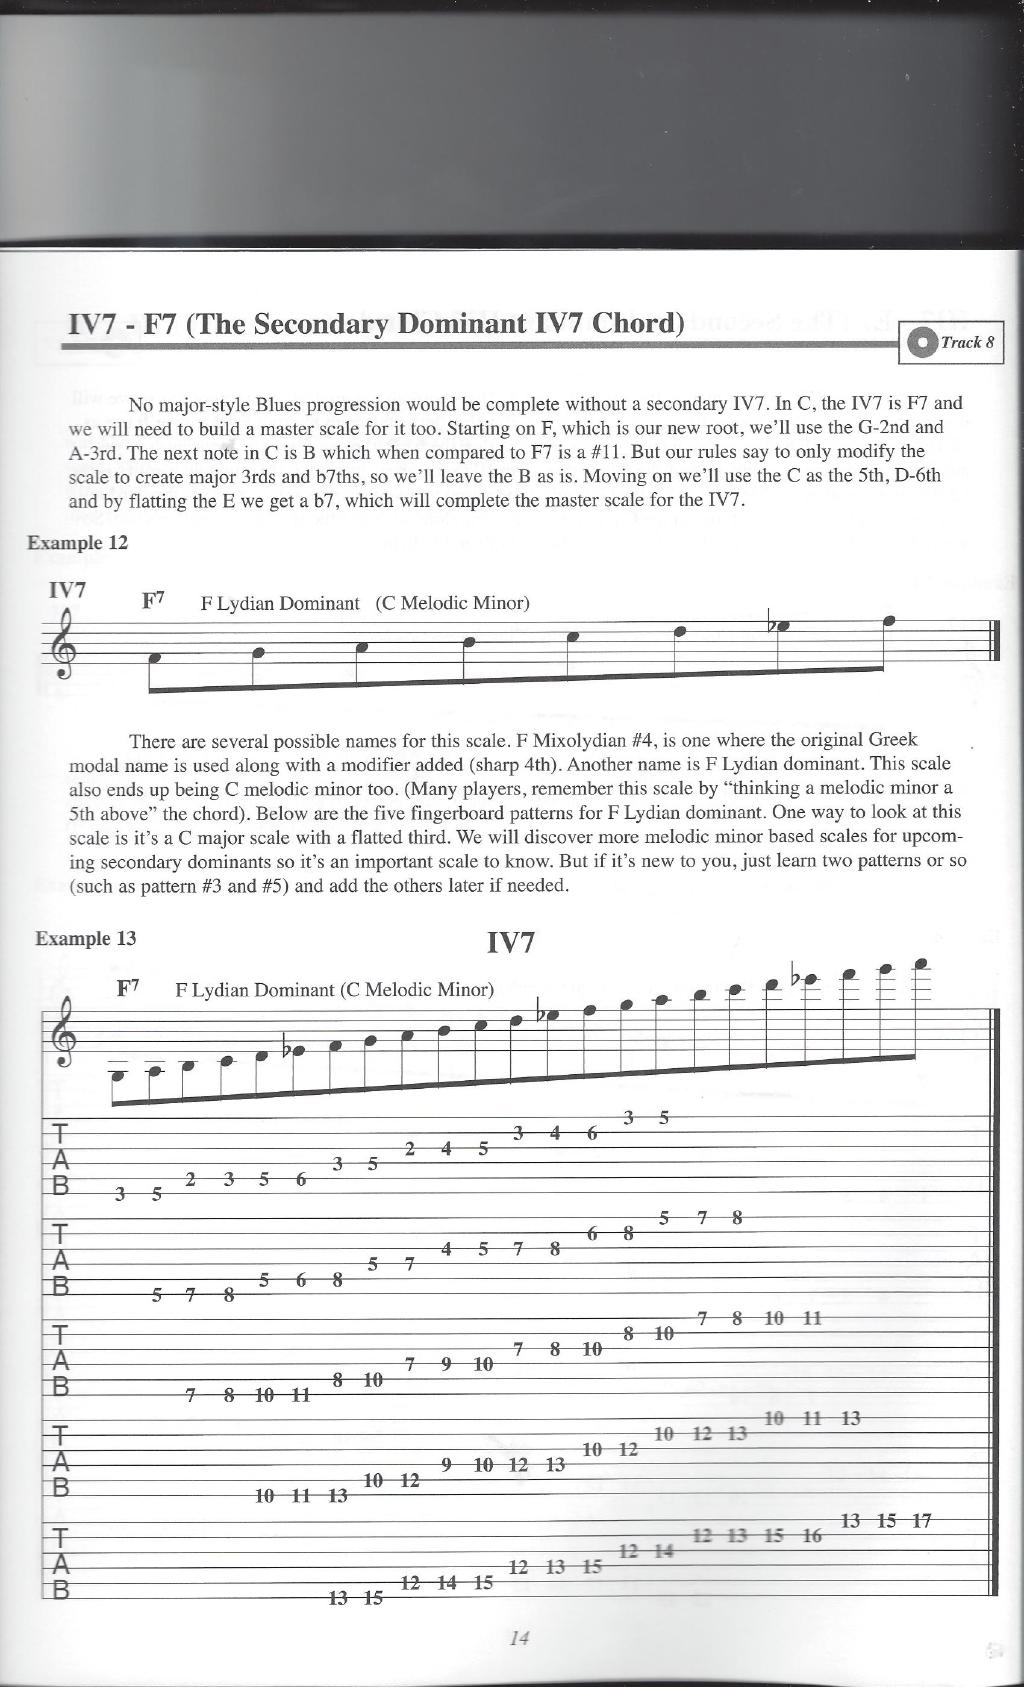 IV7 - F7 (The Secondary Dominant IV7 Chord)
Track 8
No major-style Blues progression would be complete without a secondary IV7. In C, the IV7 is F7 and
we will need to build a master scale for it too. Starting on F, which is our new root, we'll use the G-2nd and
A-3rd. The next note in C is B which when compared to F7 is a #11. But our rules say to only modify the
scale to create major 3rds and b7ths, so we'll leave the B as is. Moving on we'll use the C as the 5th, D-6th
and by flatting the E we get a b7, which will complete the master scale for the IV7.
Example 12
IV7
F7 F Lydian Dominant (C Melodic Minor)
There are several possible names for this scale. F Mixolydian #4, is one where the original Greek
modal name is used along with a modifier added (sharp 4th). Another name is F Lydian dominant. This scale
also ends up being C melodic minor too. (Many players, remember this scale by “thinking a melodic minor a
5th above” the chord). Below are the five fingerboard patterns for F Lydian dominant. One way to look at this
scale is it's a C major scale with a flatted third. We will discover more melodic minor based scales for upcom-
ing secondary dominants so it's an important scale to know. But if it's new to you, just learn two patterns or so
(such as pattern #3 and #5) and add the others later if needed.
Example 13
IV7
F7 F Lydian Dominant (C Melodic Minor)
TAB 3 5 2 3 5 6 3 5 2 4 5 3 4 6 3 5
TAB 5 7 8 5 6 8 5 7 4 5 7 8 6 8 5 7 8
TAB 7 8 10 11 8 10 7 9 10 7 8 10 8 10 7 8 10 11
TAB 10 11 13 10 12 9 10 12 13 10 12 10 12 13 10 11 13
TAB 13 15 12 14 15 12 13 15 12 14 12 13 15 16 13 15 17
14